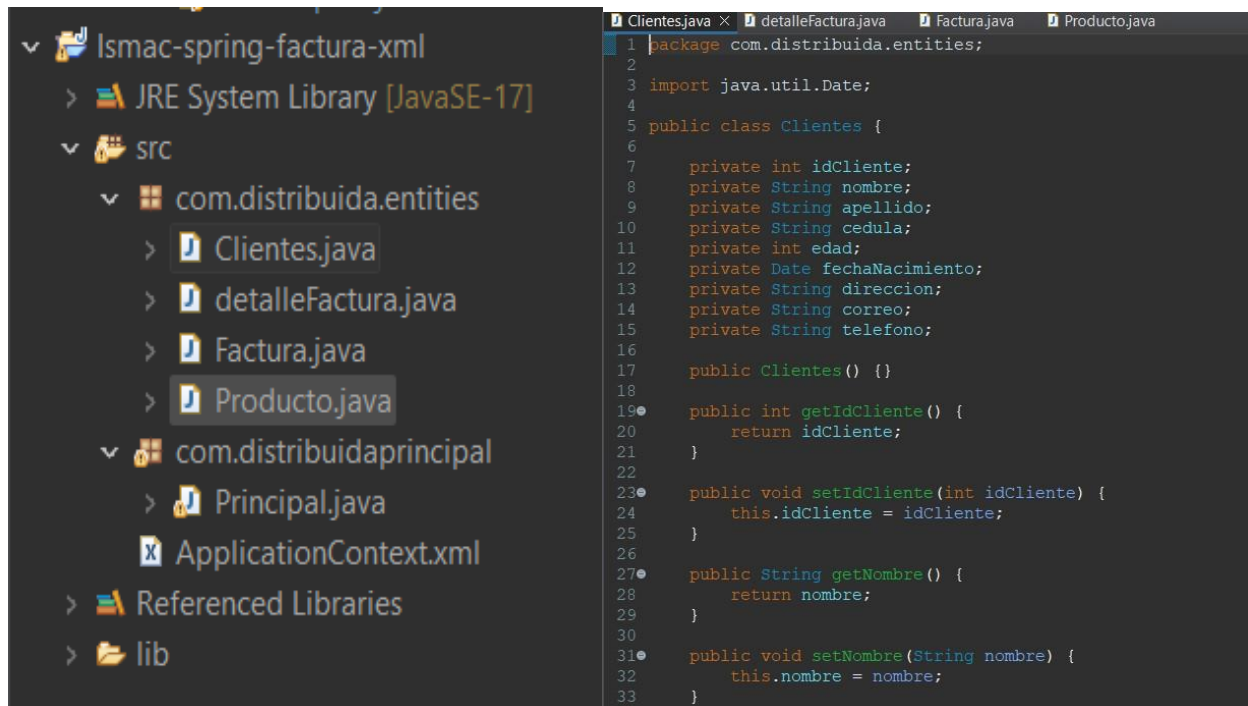 lsmac-spring-factura-xml
JRE System Library [JavaSE-17]
src
com.distribuida.entities
Clientes.java
detalleFactura.java
Factura.java
Producto.java
com.distribuidaprincipal
Principal.java
ApplicationContext.xml
Referenced Libraries
lib
Clientes.java detalleFactura.java Factura.java Producto.java
1 package com.distribuida.entities;
2
3 import java.util.Date;
4
5 public class Clientes {
6
7 private int idCliente;
8 private String nombre;
9 private String apellido;
10 private String cedula;
11 private int edad;
12 private Date fechaNacimiento;
13 private String direccion;
14 private String correo;
15 private String telefono;
16
17 public Clientes() {}
18
19 public int getIdCliente() {
20 return idCliente;
21 }
22
23 public void setIdCliente(int idCliente) {
24 this.idCliente = idCliente;
25 }
26
27 public String getNombre() {
28 return nombre;
29 }
30
31 public void setNombre(String nombre) {
32 this.nombre = nombre;
33 }